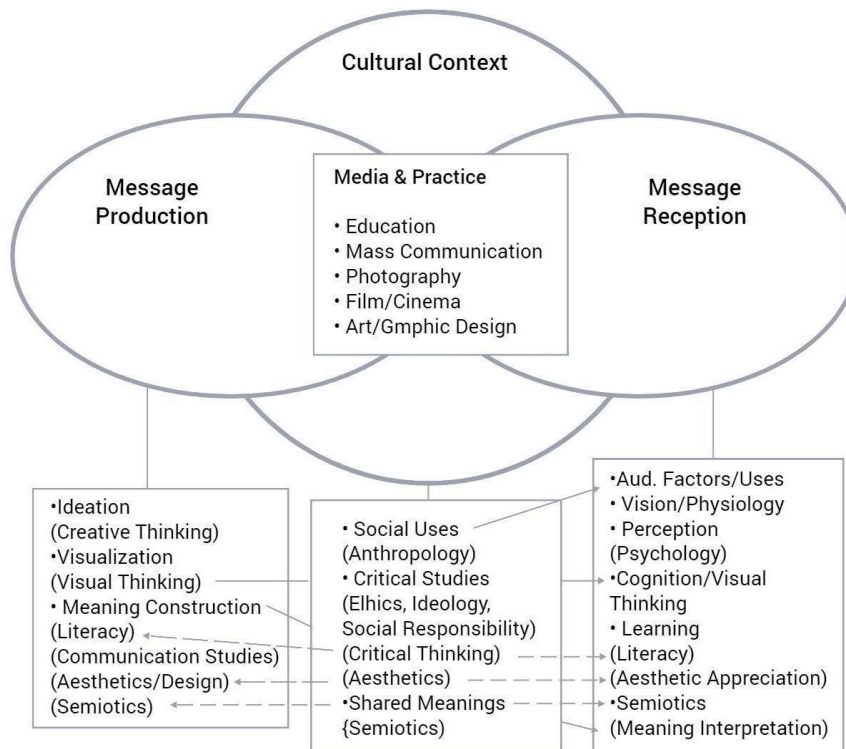 Cultural Context
Message
Production
Media & Practice
• Education
• Mass Communication
• Photography
• Film/Cinema
• Art/Gmphic Design
Message
Reception
•Ideation
(Creative Thinking)
•Visualization
(Visual Thinking)
• Meaning Construction
(Literacy)
(Communication Studies)
(Aesthetics/Design)
(Semiotics)
• Social Uses
(Anthropology)
• Critical Studies
(Elhics, Ideology,
Social Responsibility)
(Critical Thinking)
(Aesthetics)
•Shared Meanings
{Semiotics)
•Aud. Factors/Uses
• Vision/Physiology
• Perception
(Psychology)
•Cognition/Visual
Thinking
• Learning
(Literacy)
(Aesthetic Appreciation)
•Semiotics
(Meaning Interpretation)